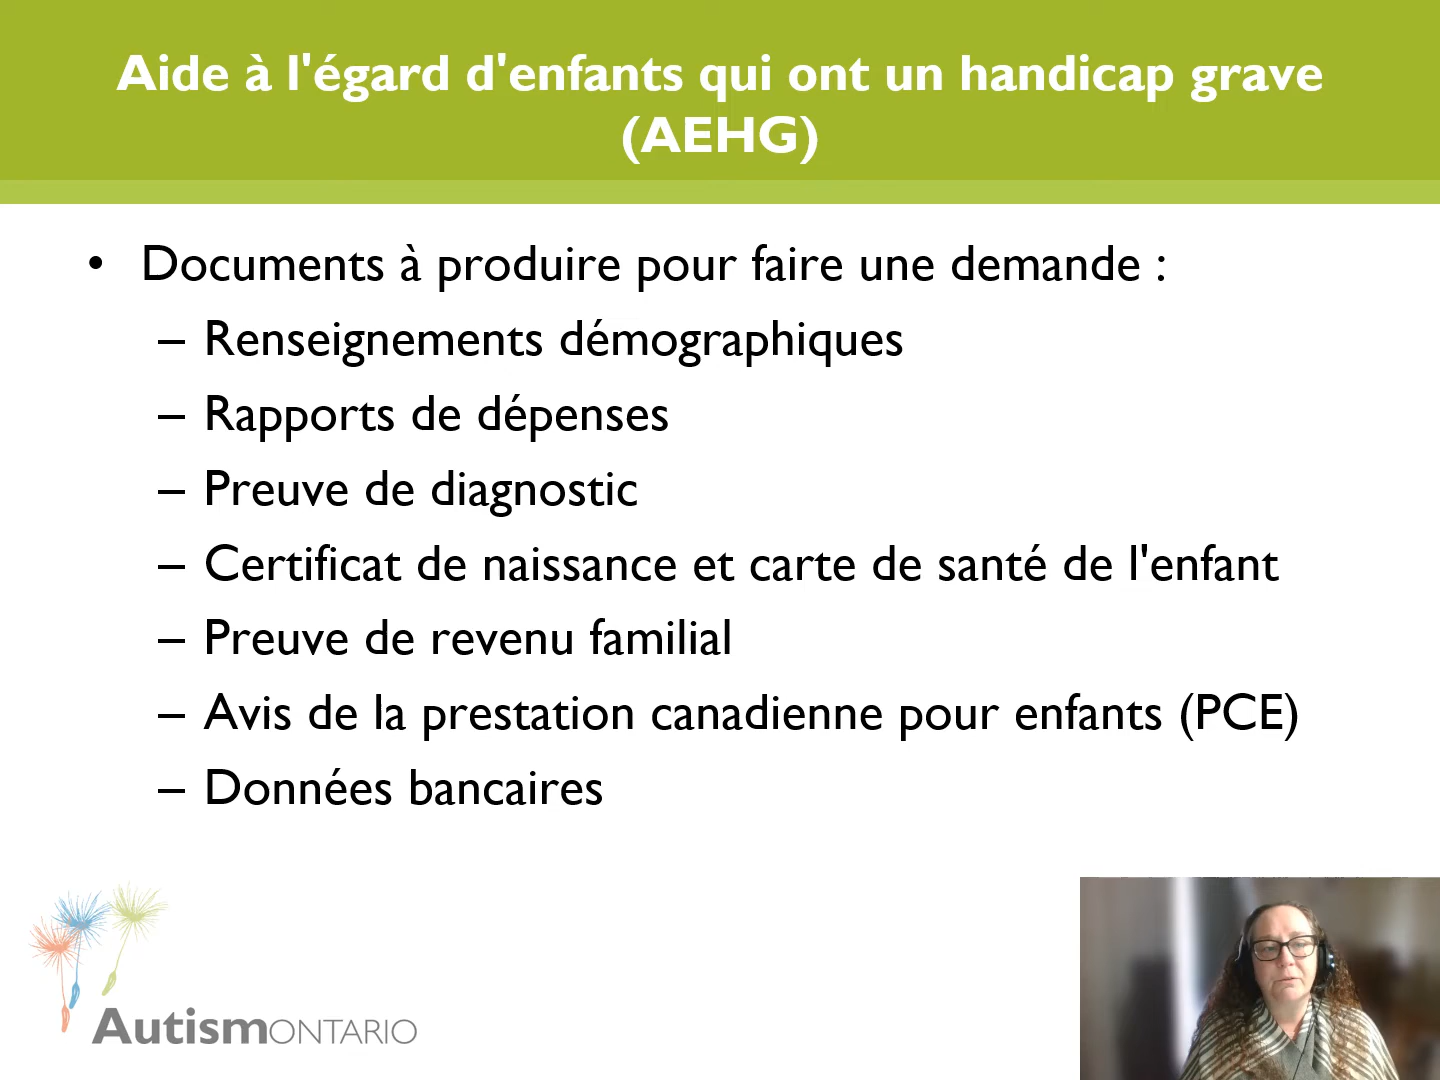 Aide à l'égard d'enfants qui ont un handicap grave
(AEHG)
• Documents à produire pour faire une demande :
– Renseignements démographiques
– Rapports de dépenses
– Preuve de diagnostic
– Certificat de naissance et carte de santé de l'enfant
– Preuve de revenu familial
– Avis de la prestation canadienne pour enfants (PCE)
– Données bancaires
AutismONTARIO